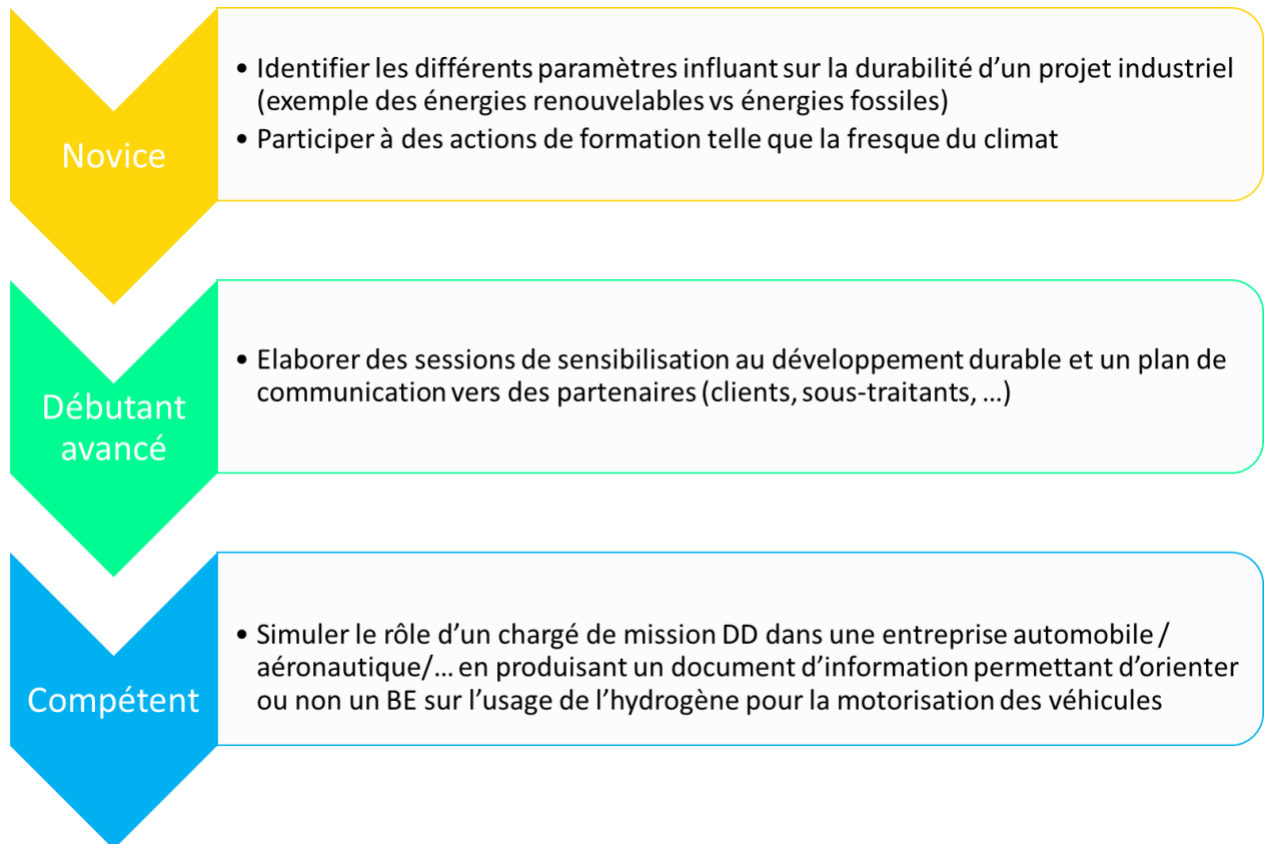 Novice
• Identifier les différents paramètres influant sur la durabilité d’un projet industriel
(exemple des énergies renouvelables vs énergies fossiles)
• Participer à des actions de formation telle que la fresque du climat
Débutant
avancé
• Elaborer des sessions de sensibilisation au développement durable et un plan de
communication vers des partenaires (clients, sous-traitants, …)
Compétent
• Simuler le rôle d’un chargé de mission DD dans une entreprise automobile /
aéronautique/… en produisant un document d’information permettant d’orienter
ou non un BE sur l’usage de l’hydrogène pour la motorisation des véhicules